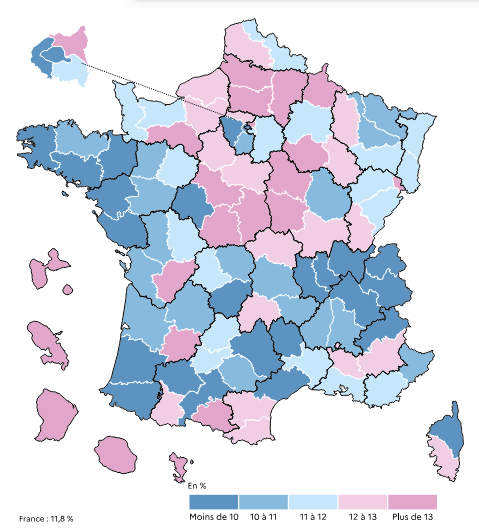 En %
Moins de 10 10 à 11 11 à 12 12 à 13 Plus de 13
France : 11,8 %